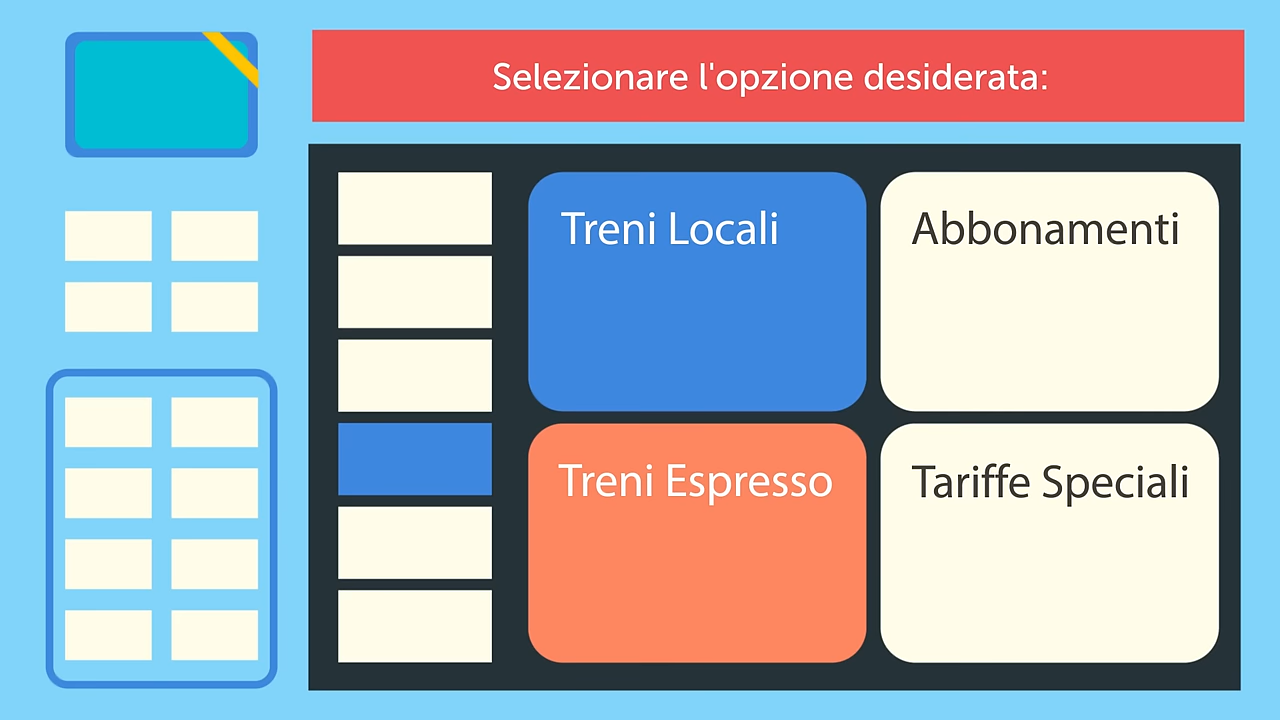 Selezionare l'opzione desiderata:
Treni Locali
Abbonamenti
Treni Espresso
Tariffe Speciali